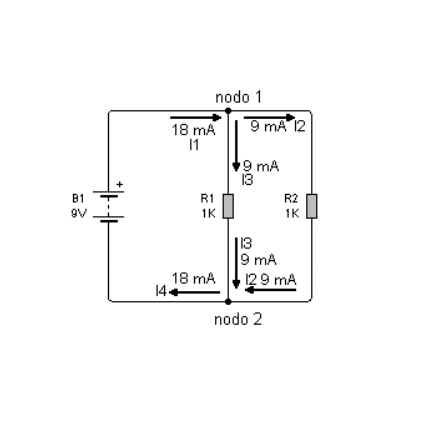 nodo 1
18 mA
I1
9 mA I2
9 mA
I3
B1
9V
+
R1
1K
R2
1K
I3
9 mA
18 mA
I4
I2 9 mA
nodo 2